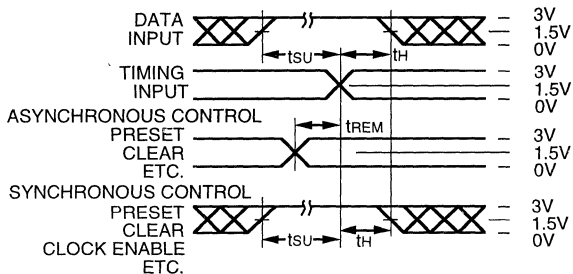 DATA INPUT
3V
1.5V
0V
tSU
tH
TIMING INPUT
3V
1.5V
0V
ASYNCHRONOUS CONTROL
PRESET
CLEAR
ETC.
tREM
3V
1.5V
0V
SYNCHRONOUS CONTROL
PRESET
CLEAR
CLOCK ENABLE
ETC.
tSU
tH
3V
1.5V
0V